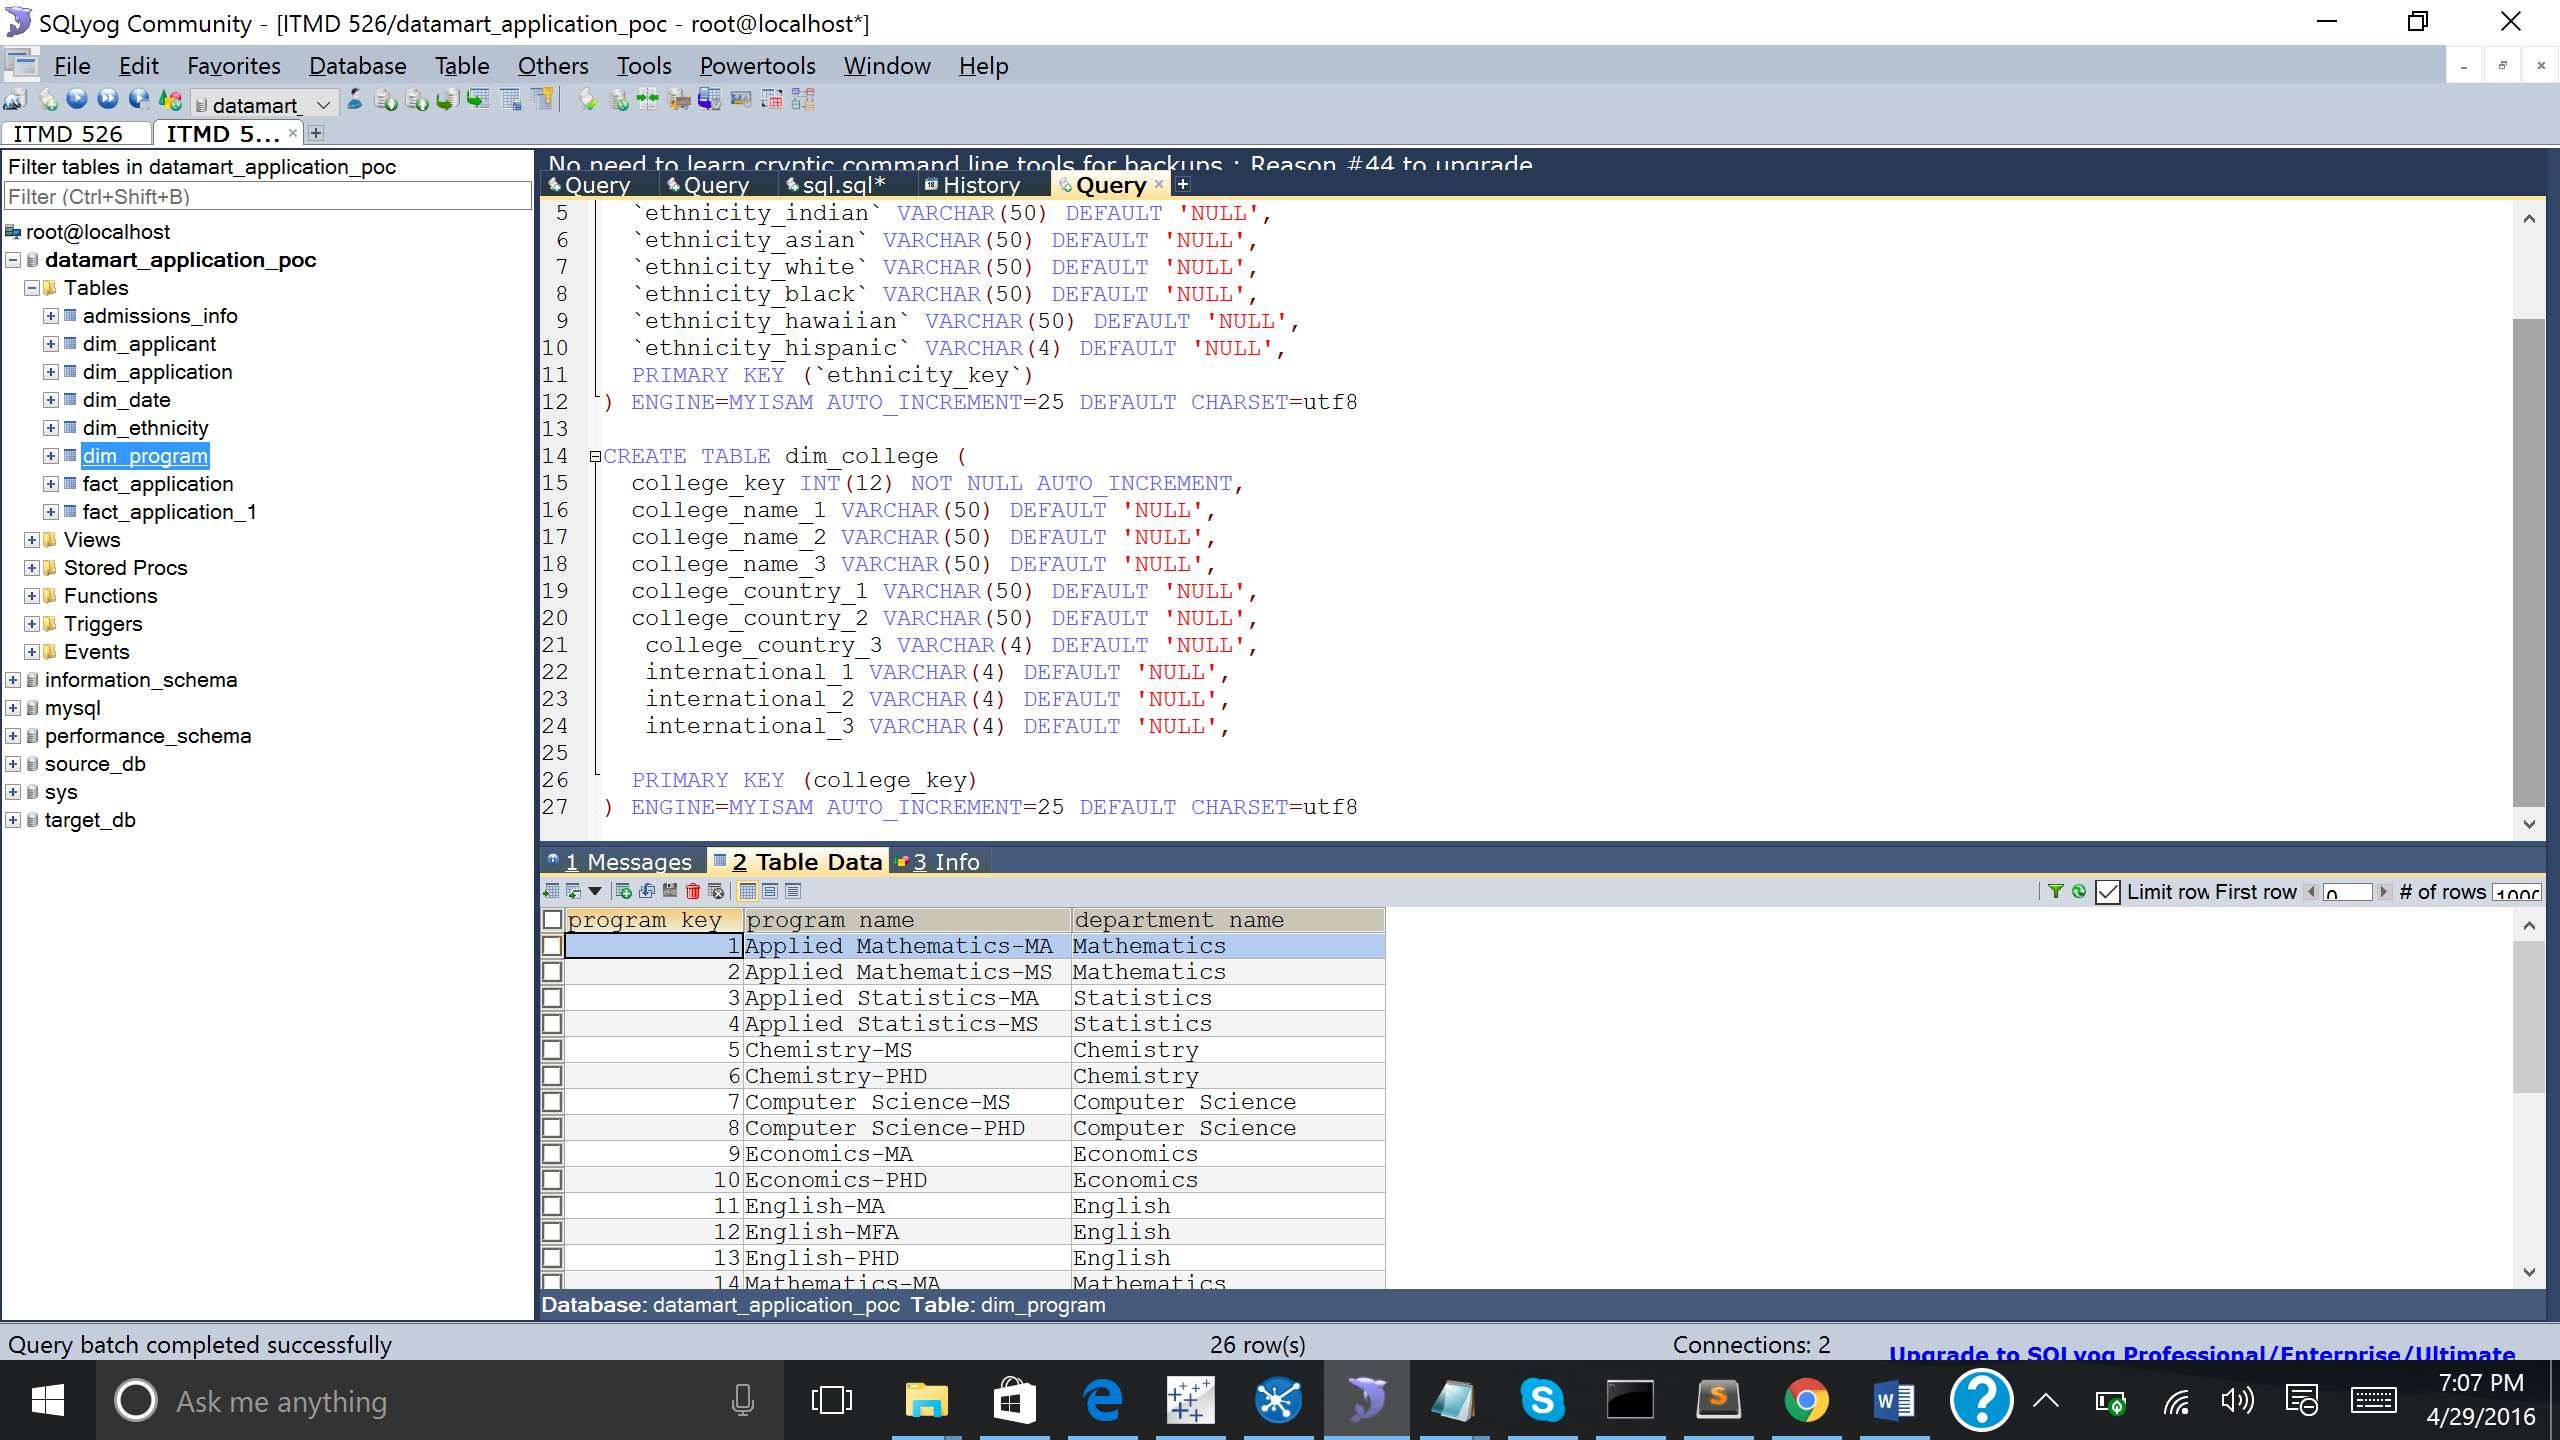 SQLyog Community - [ITMD 526/datamart_application_poc - root@localhost*]
File Edit Favorites Database Table Others Tools Powertools Window Help
datamart_
ITMD 526 ITMD 5...
Filter tables in datamart_application_poc
Filter (Ctrl+Shift+B)
root@localhost
datamart_application_poc
Tables
admissions_info
dim_applicant
dim_application
dim_date
dim_ethnicity
dim_program
fact_application
fact_application_1
Views
Stored Procs
Functions
Triggers
Events
information_schema
mysql
performance_schema
source_db
sys
target_db
No need to learn cryptic command line tools for backups : Reason #44 to upgrade
Query Query sql.sql* History Query
5 `ethnicity_indian` VARCHAR(50) DEFAULT 'NULL',
6 `ethnicity_asian` VARCHAR(50) DEFAULT 'NULL',
7 `ethnicity_white` VARCHAR(50) DEFAULT 'NULL',
8 `ethnicity_black` VARCHAR(50) DEFAULT 'NULL',
9 `ethnicity_hawaiian` VARCHAR(50) DEFAULT 'NULL',
10 `ethnicity_hispanic` VARCHAR(4) DEFAULT 'NULL',
11 PRIMARY KEY (`ethnicity_key`)
12 ) ENGINE=MYISAM AUTO_INCREMENT=25 DEFAULT CHARSET=utf8
13
14 CREATE TABLE dim_college (
15 college_key INT(12) NOT NULL AUTO_INCREMENT,
16 college_name_1 VARCHAR(50) DEFAULT 'NULL',
17 college_name_2 VARCHAR(50) DEFAULT 'NULL',
18 college_name_3 VARCHAR(50) DEFAULT 'NULL',
19 college_country_1 VARCHAR(50) DEFAULT 'NULL',
20 college_country_2 VARCHAR(50) DEFAULT 'NULL',
21 college_country_3 VARCHAR(4) DEFAULT 'NULL',
22 international_1 VARCHAR(4) DEFAULT 'NULL',
23 international_2 VARCHAR(4) DEFAULT 'NULL',
24 international_3 VARCHAR(4) DEFAULT 'NULL',
25
26 PRIMARY KEY (college_key)
27 ) ENGINE=MYISAM AUTO_INCREMENT=25 DEFAULT CHARSET=utf8
1 Messages 2 Table Data 3 Info
Limit row First row 0 # of rows 1000
program_key program_name department_name
1 Applied Mathematics-MA Mathematics
2 Applied Mathematics-MS Mathematics
3 Applied Statistics-MA Statistics
4 Applied Statistics-MS Statistics
5 Chemistry-MS Chemistry
6 Chemistry-PHD Chemistry
7 Computer Science-MS Computer Science
8 Computer Science-PHD Computer Science
9 Economics-MA Economics
10 Economics-PHD Economics
11 English-MA English
12 English-MFA English
13 English-PHD English
14 Mathematics-MA Mathematics
Database: datamart_application_poc Table: dim_program
Query batch completed successfully 26 row(s) Connections: 2 Upgrade to SQLyog Professional/Enterprise/Ultimate
Ask me anything
7:07 PM
4/29/2016